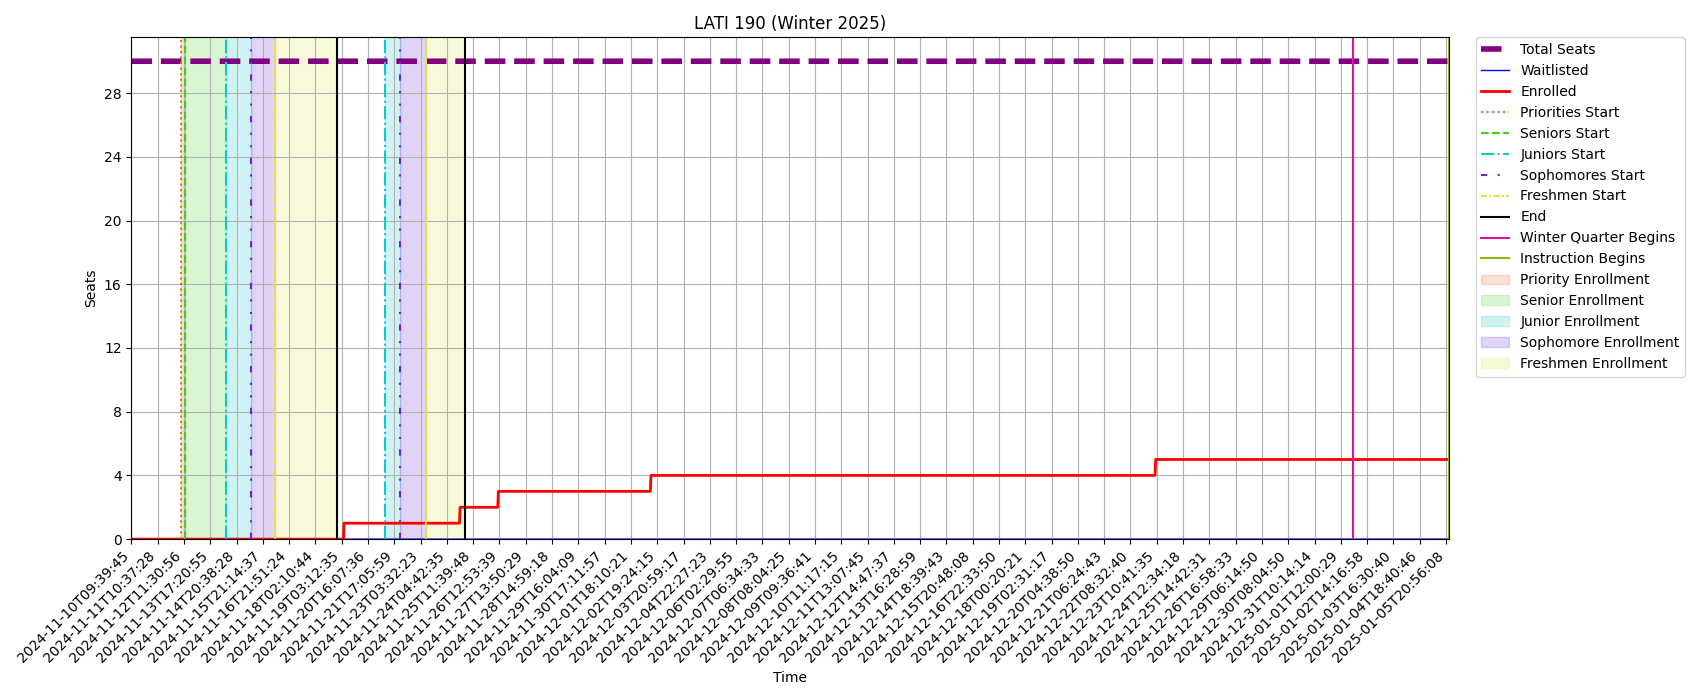 LATI 190 (Winter 2025)
Seats
28
24
20
16
12
8
4
0
2024-11-10T09:39:45
2024-11-11T10:37:28
2024-11-12T11:30:56
2024-11-13T17:20:55
2024-11-14T20:38:28
2024-11-15T21:14:37
2024-11-16T21:51:24
2024-11-18T02:10:44
2024-11-19T03:12:35
2024-11-20T16:07:36
2024-11-21T17:05:59
2024-11-23T03:32:23
2024-11-24T04:42:35
2024-11-25T11:39:48
2024-11-26T12:53:39
2024-11-27T13:50:29
2024-11-28T14:59:18
2024-11-29T16:04:09
2024-11-30T17:11:57
2024-12-01T18:10:21
2024-12-02T19:24:15
2024-12-03T20:59:17
2024-12-04T22:27:23
2024-12-06T02:29:55
2024-12-07T06:34:33
2024-12-08T08:04:25
2024-12-09T09:36:41
2024-12-10T11:17:15
2024-12-11T13:07:45
2024-12-12T14:47:37
2024-12-13T16:28:59
2024-12-14T18:39:43
2024-12-15T20:48:08
2024-12-16T22:33:50
2024-12-18T00:20:21
2024-12-19T02:31:17
2024-12-20T04:38:50
2024-12-21T06:24:43
2024-12-22T08:32:40
2024-12-23T10:41:35
2024-12-24T12:34:18
2024-12-25T14:42:31
2024-12-26T16:58:33
2024-12-29T06:14:50
2024-12-30T08:04:50
2024-12-31T10:14:14
2025-01-01T12:00:29
2025-01-02T14:16:58
2025-01-03T16:30:40
2025-01-04T18:40:46
2025-01-05T20:56:08
Time
Total Seats
Waitlisted
Enrolled
Priorities Start
Seniors Start
Juniors Start
Sophomores Start
Freshmen Start
End
Winter Quarter Begins
Instruction Begins
Priority Enrollment
Senior Enrollment
Junior Enrollment
Sophomore Enrollment
Freshmen Enrollment